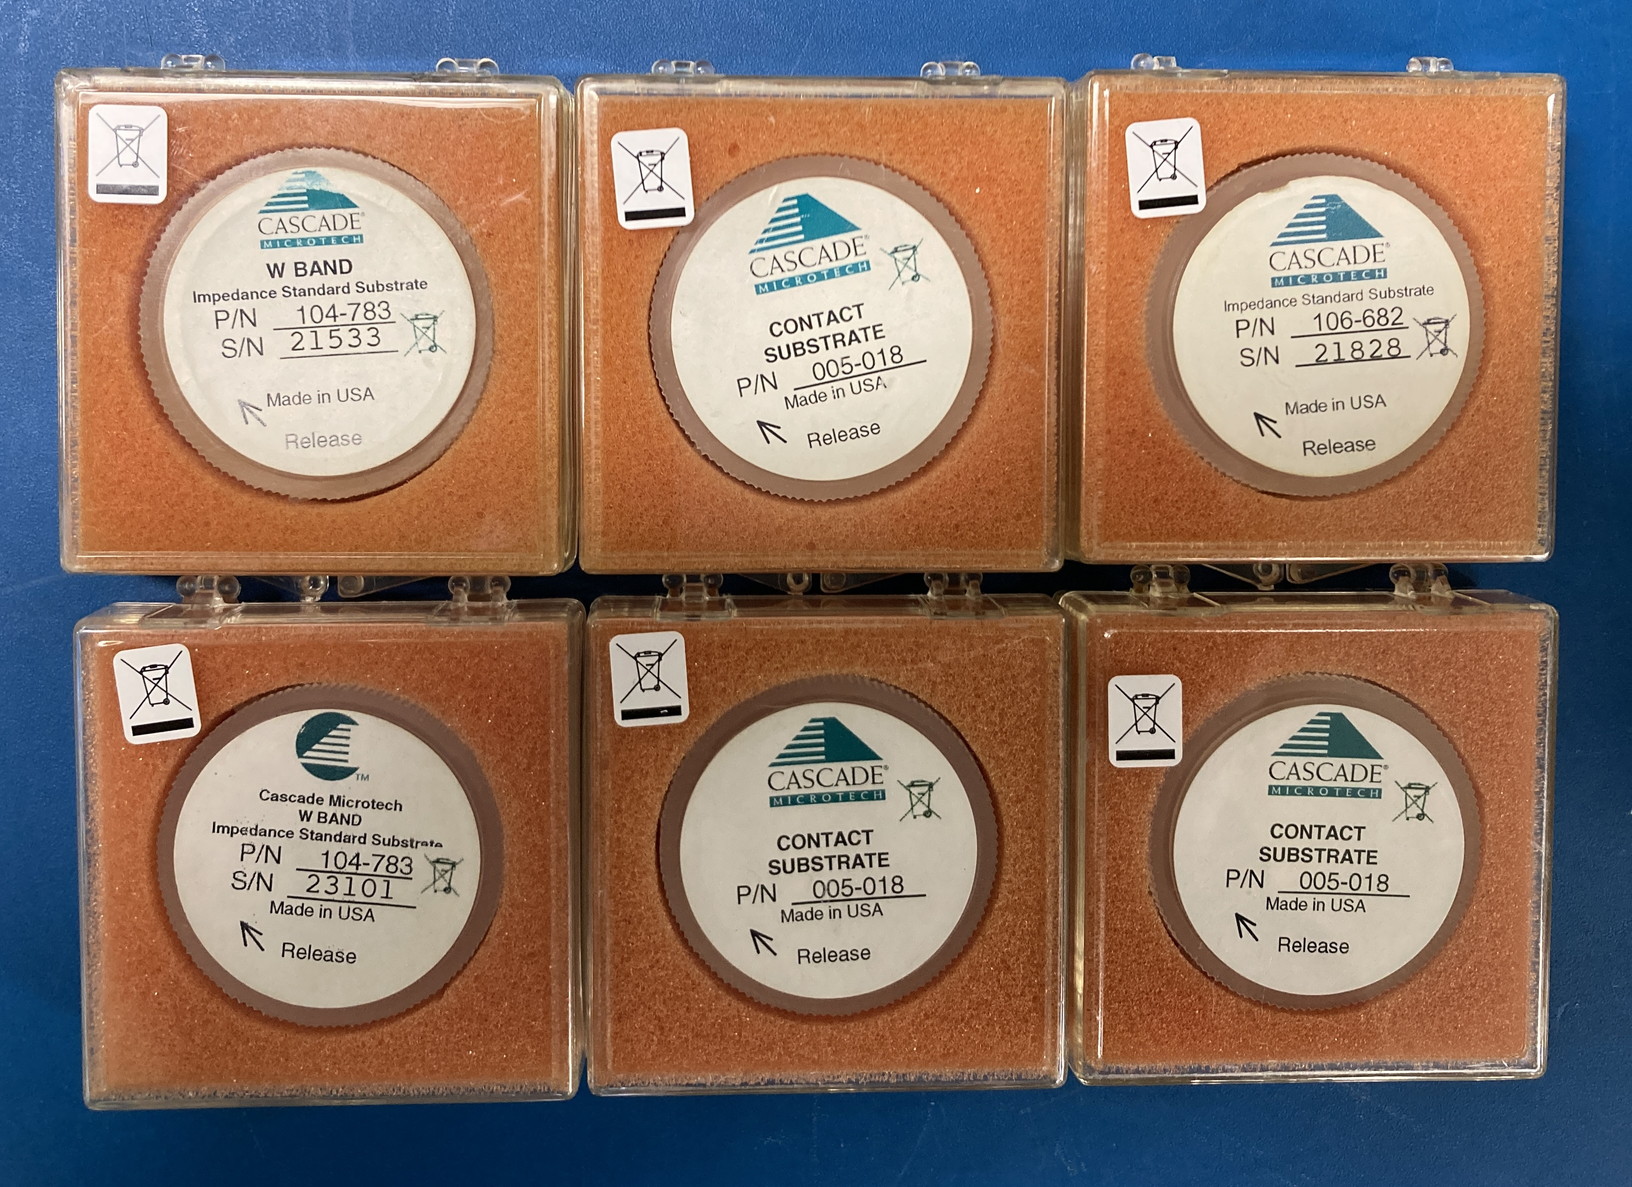 CASCADE®
MICROTECH
W BAND
Impedance Standard Substrate
P/N 104-783
S/N 21533
Made in USA
Release
CASCADE®
MICROTECH
CONTACT
SUBSTRATE
P/N 005-018
Made in USA
Release
CASCADE®
MICROTECH
Impedance Standard Substrate
P/N 106-682
S/N 21828
Made in USA
Release
TM
Cascade Microtech
W BAND
Impedance Standard Substrate
P/N 104-783
S/N 23101
Made in USA
Release
CASCADE®
MICROTECH
CONTACT
SUBSTRATE
P/N 005-018
Made in USA
Release
CASCADE®
MICROTECH
CONTACT
SUBSTRATE
P/N 005-018
Made in USA
Release